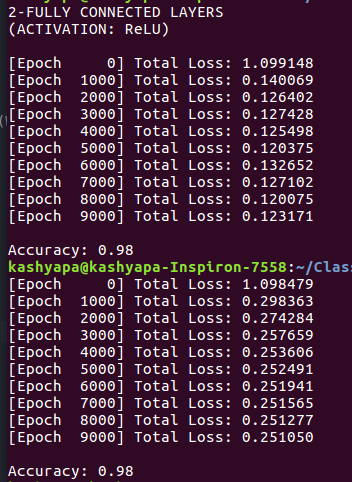 2-FULLY CONNECTED LAYERS
(ACTIVATION: ReLU)
[Epoch     0] Total Loss: 1.099148
[Epoch  1000] Total Loss: 0.140069
[Epoch  2000] Total Loss: 0.126402
[Epoch  3000] Total Loss: 0.127428
[Epoch  4000] Total Loss: 0.125498
[Epoch  5000] Total Loss: 0.120375
[Epoch  6000] Total Loss: 0.132652
[Epoch  7000] Total Loss: 0.127102
[Epoch  8000] Total Loss: 0.120075
[Epoch  9000] Total Loss: 0.123171
Accuracy: 0.98
kashyapa@kashyapa-Inspiron-7558:~/Clas
[Epoch     0] Total Loss: 1.098479
[Epoch  1000] Total Loss: 0.298363
[Epoch  2000] Total Loss: 0.274284
[Epoch  3000] Total Loss: 0.257659
[Epoch  4000] Total Loss: 0.253606
[Epoch  5000] Total Loss: 0.252491
[Epoch  6000] Total Loss: 0.251941
[Epoch  7000] Total Loss: 0.251565
[Epoch  8000] Total Loss: 0.251277
[Epoch  9000] Total Loss: 0.251050
Accuracy: 0.98